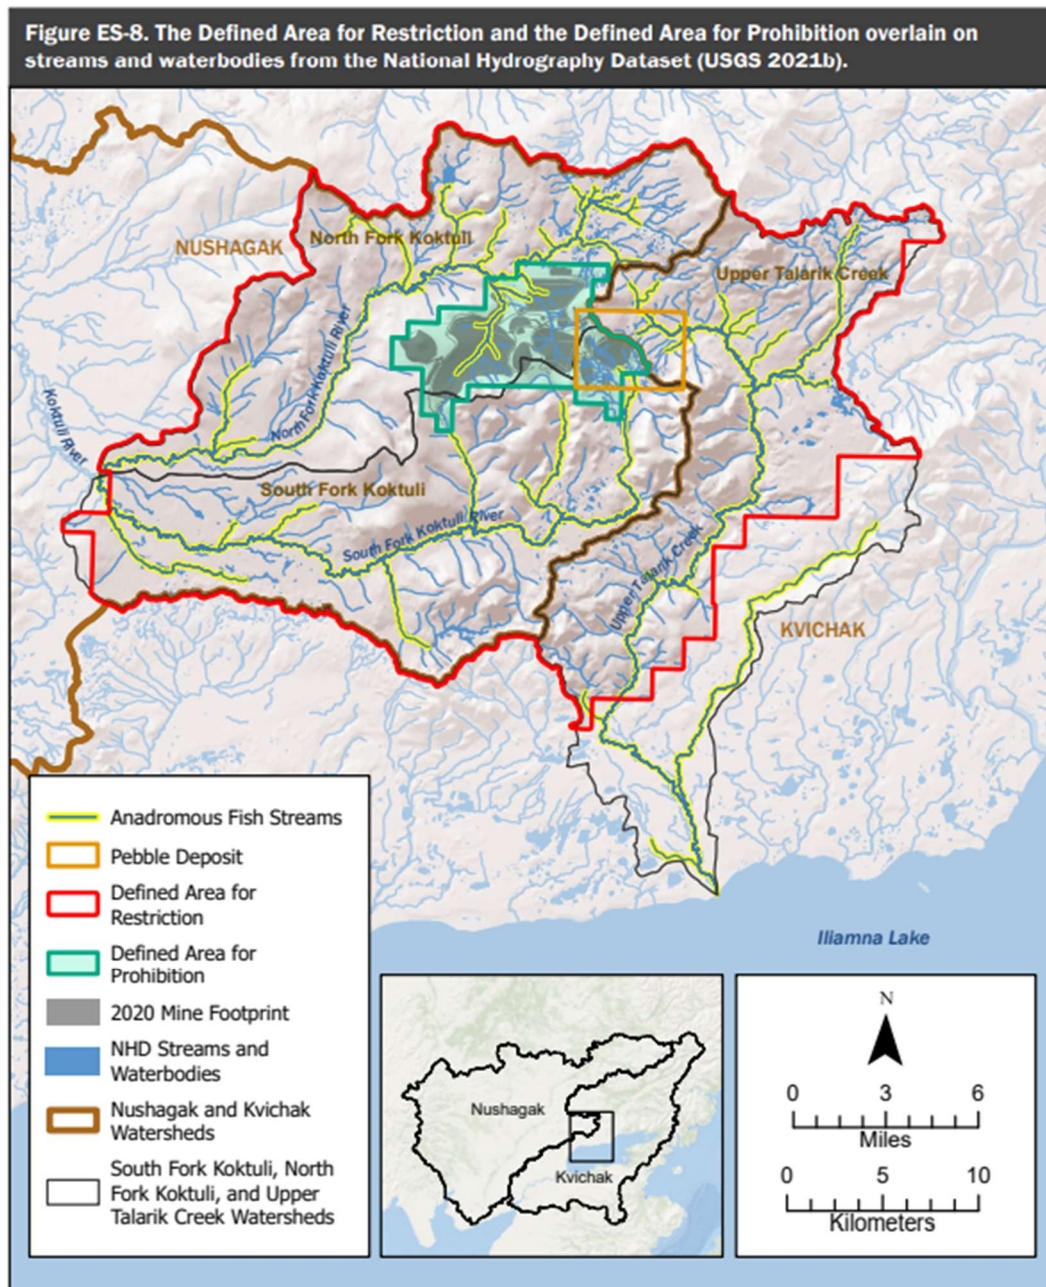 Figure ES-8. The Defined Area for Restriction and the Defined Area for Prohibition overlain on
streams and waterbodies from the National Hydrography Dataset (USGS 2021b).
NUSHAGAK
North Fork Koktuli
Upper Talarik Creek
North Fork Koktuli River
Koktuli River
South Fork Koktuli
South Fork Koktuli River
Upper Talarik Creek
KVICHAK
Iliamna Lake
Anadromous Fish Streams
Pebble Deposit
Defined Area for
Restriction
Defined Area for
Prohibition
2020 Mine Footprint
NHD Streams and
Waterbodies
Nushagak and Kvichak
Watersheds
South Fork Koktuli, North
Fork Koktuli, and Upper
Talarik Creek Watersheds
Nushagak
Kvichak
N
0 3 6
Miles
0 5 10
Kilometers